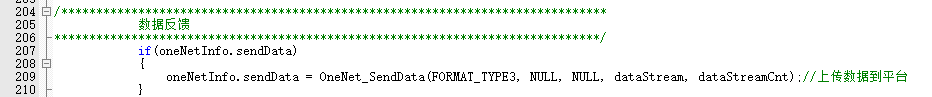 204 /******************************************************************************
205 数据反馈
206 ******************************************************************************/
207 if(oneNetInfo.sendData)
208 {
209 oneNetInfo.sendData = OneNet_SendData(FORMAT_TYPE3, NULL, NULL, dataStream, dataStreamCnt);//上传数据到平台
210 }